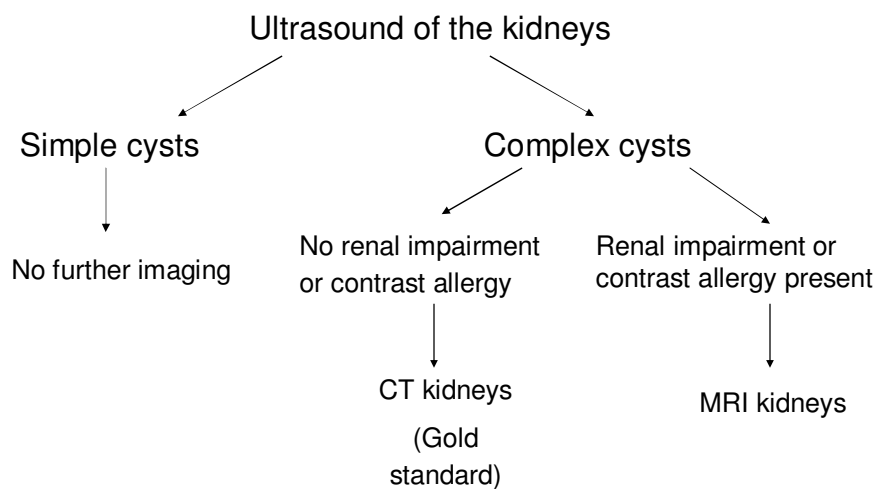 Ultrasound of the kidneys
Simple cysts
Complex cysts
No further imaging
No renal impairment
or contrast allergy
Renal impairment or
contrast allergy present
CT kidneys
(Gold
standard)
MRI kidneys